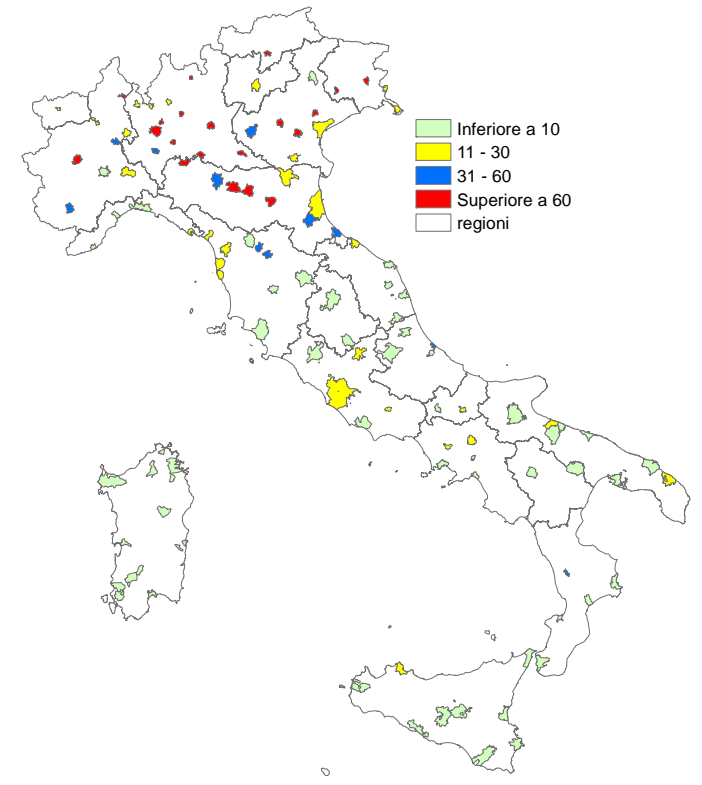 Inferiore a 10
11 - 30
31 - 60
Superiore a 60
regioni